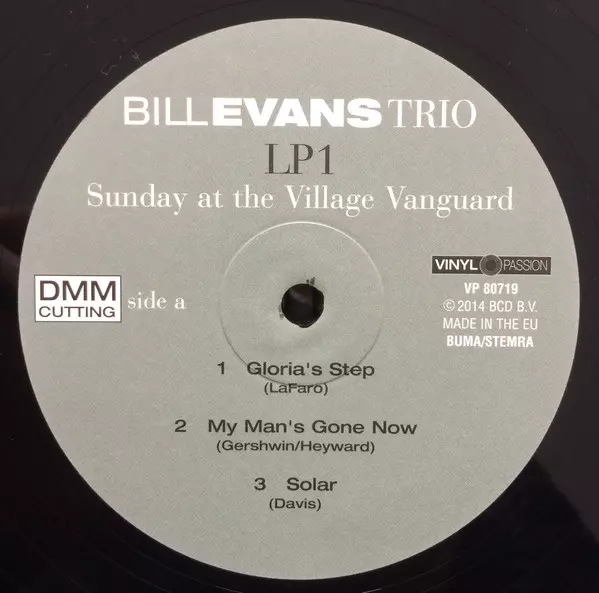 BILL EVANS TRIO
LP1
Sunday at the Village Vanguard
DMM
CUTTING
side a
VINYL PASSION
VP 80719
© 2014 BCD B.V.
MADE IN THE EU
BUMA/STEMRA
1 Gloria's Step
(LaFaro)
2 My Man's Gone Now
(Gershwin/Heyward)
3 Solar
(Davis)